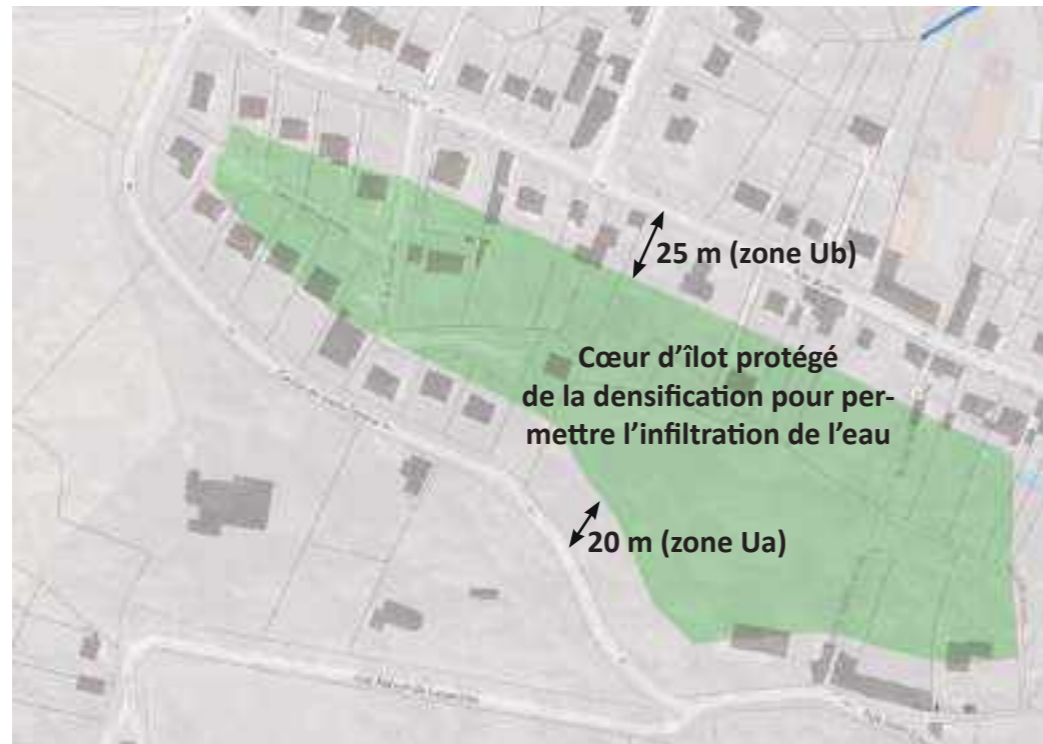 25 m (zone Ub)
Cœur d’îlot protégé
de la densification pour per-
mettre l’infiltration de l’eau
20 m (zone Ua)